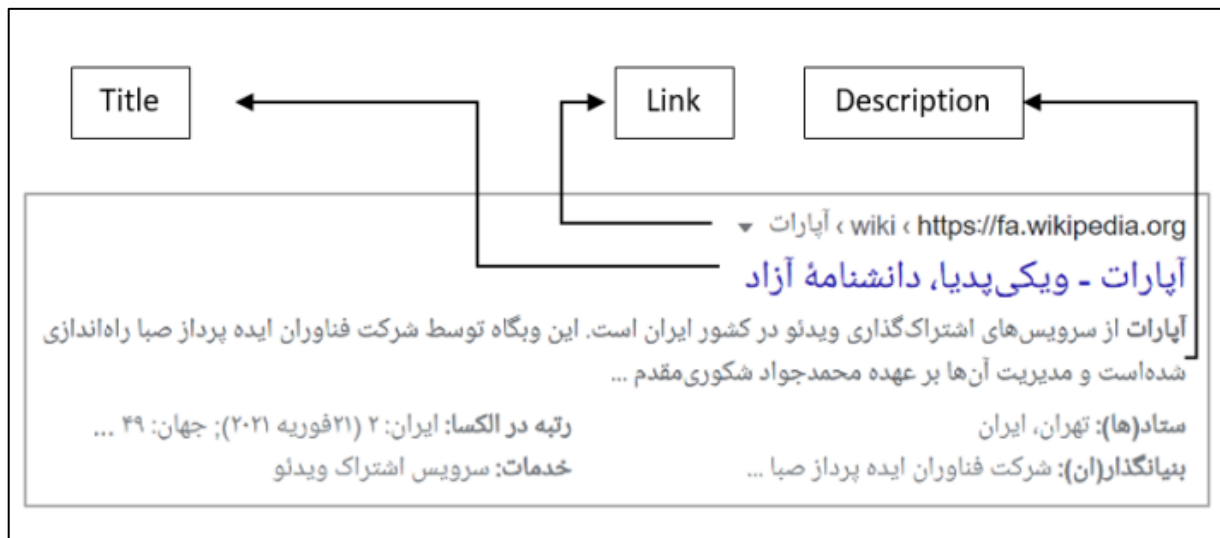 Title
Link
Description
https://fa.wikipedia.org › wiki › آپارات
آپارات - ویکی‌پدیا، دانشنامهٔ آزاد
آپارات از سرویس‌های اشتراک‌گذاری ویدئو در کشور ایران است. این وبگاه توسط شرکت فناوران ایده پرداز صبا راه‌اندازی
شده‌است و مدیریت آن‌ها بر عهده محمدجواد شکوری‌مقدم ...
ستاد(ها): تهران، ایران
رتبه در الکسا: ایران: ۲ (۲۱فوریه ۲۰۲۱); جهان: ۴۹ ...
بنیانگذار(ان): شرکت فناوران ایده پرداز صبا ...
خدمات: سرویس اشتراک ویدئو